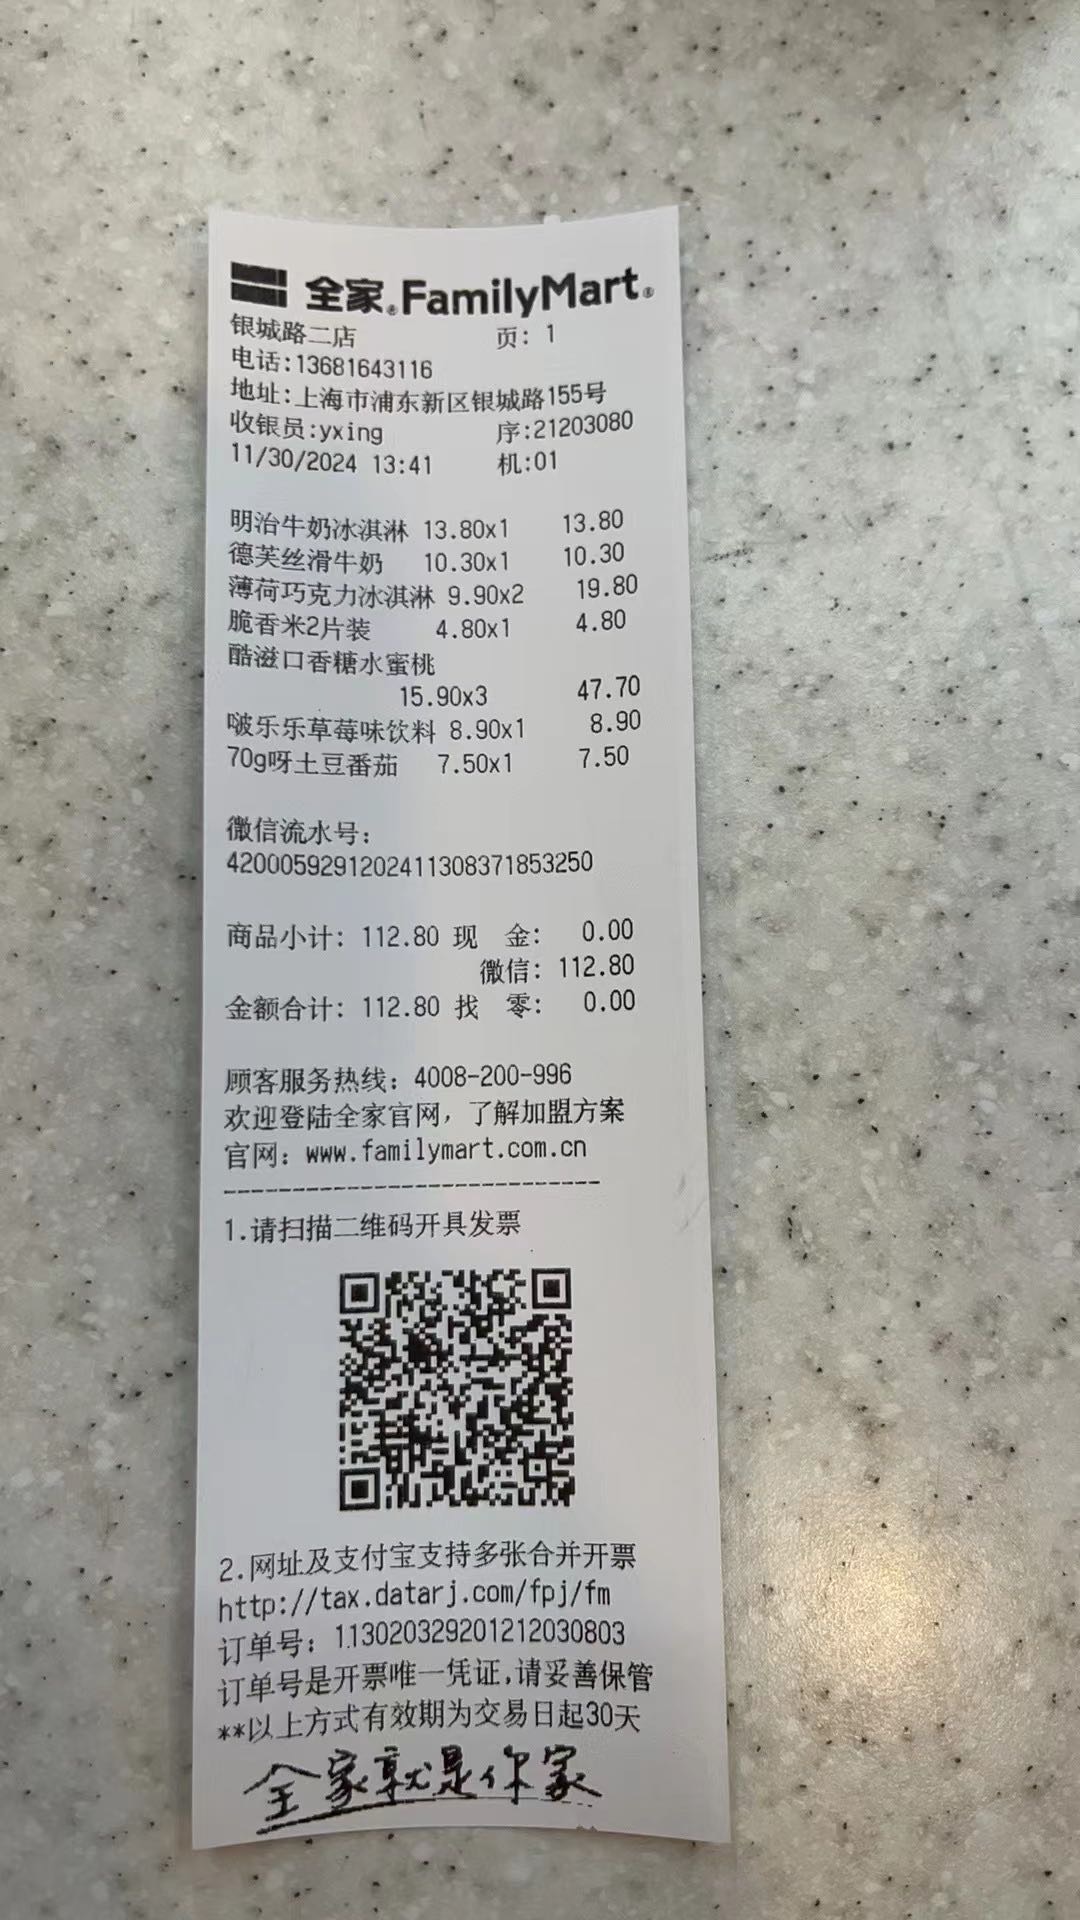 全家 FamilyMart
银城路二店 页: 1
电话:13681643116
地址:上海市浦东新区银城路155号
收银员:yxing 序:21203080
11/30/2024 13:41 机:01
明治牛奶冰淇淋 13.80x1 13.80
德芙丝滑牛奶 10.30x1 10.30
薄荷巧克力冰淇淋 9.90x2 19.80
脆香米2片装 4.80x1 4.80
酷滋口香糖水蜜桃
15.90x3 47.70
啵乐乐草莓味饮料 8.90x1 8.90
70g呀土豆番茄 7.50x1 7.50
微信流水号:
4200059291202411308371853250
商品小计: 112.80 现 金: 0.00
微信: 112.80
金额合计: 112.80 找 零: 0.00
顾客服务热线: 4008-200-996
欢迎登陆全家官网, 了解加盟方案
官网: www.familymart.com.cn
---------------------------
1.请扫描二维码开具发票
2.网址及支付宝支持多张合并开票
http://tax.datarj.com/fpj/fm
订单号: 113020329201212030803
订单号是开票唯一凭证,请妥善保管
**以上方式有效期为交易日起30天
全家就是你家